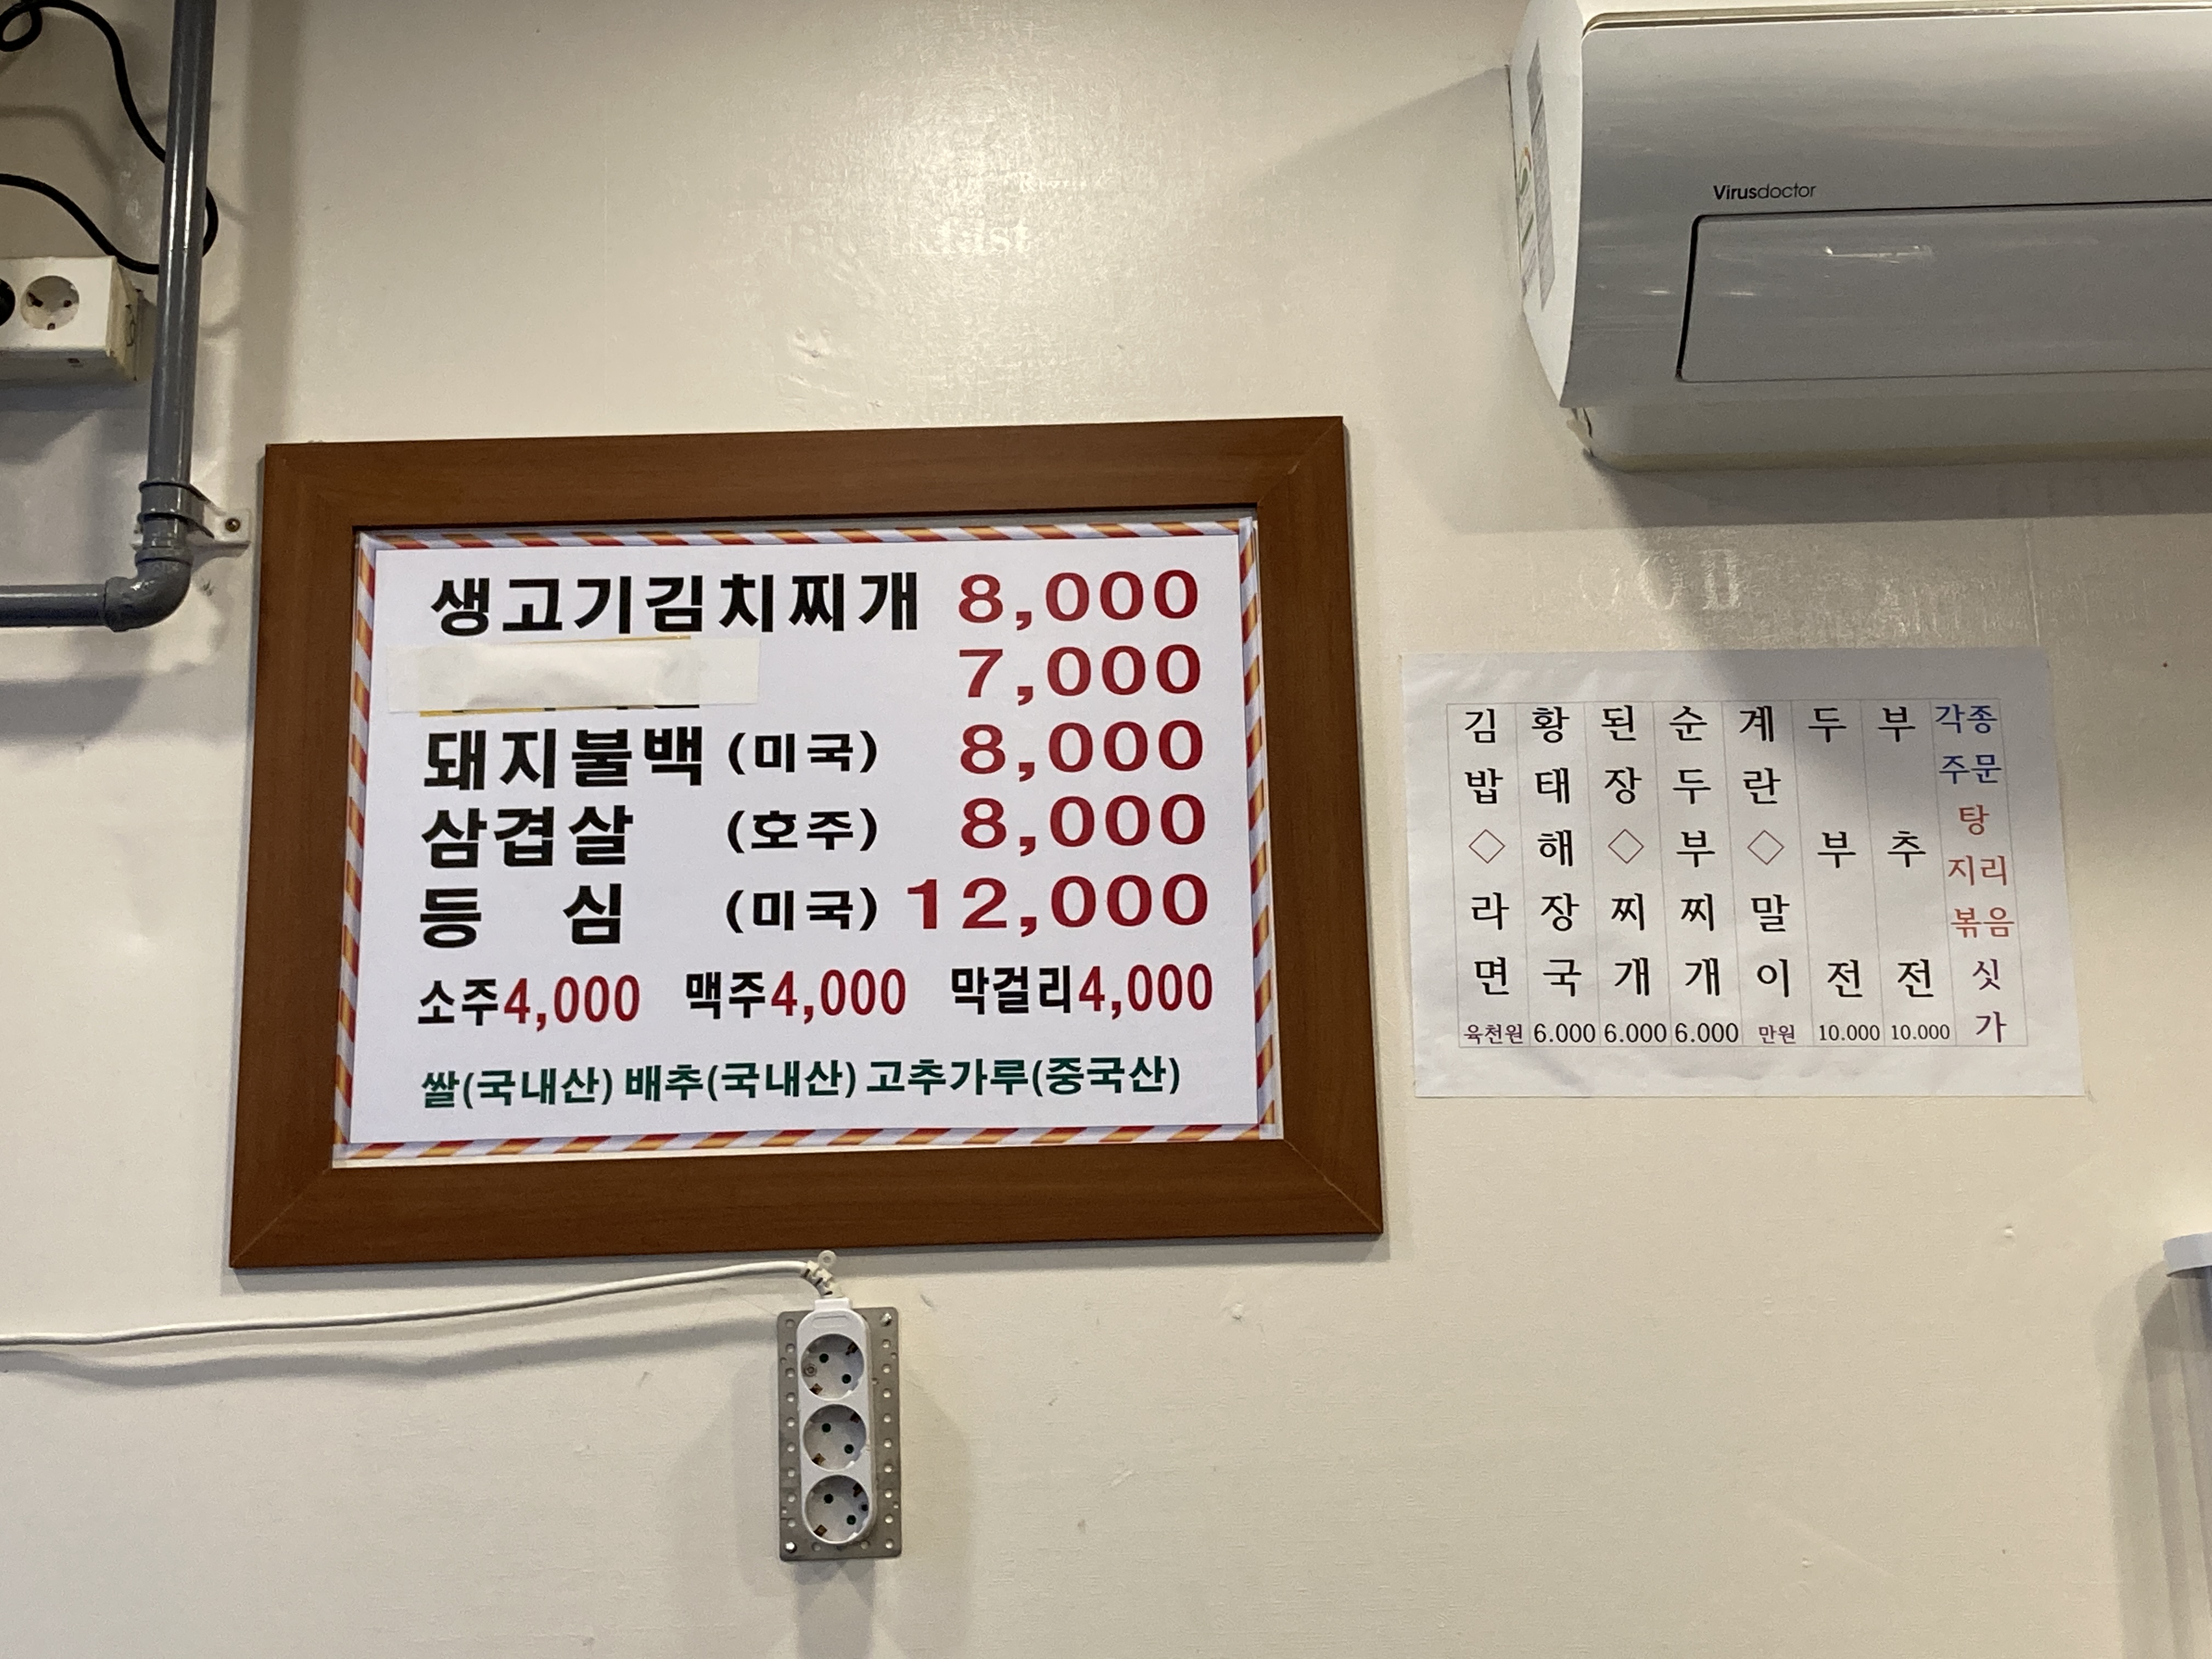 Virusdoctor
생고기김치찌개 8,000
7,000
돼지불백 (미국) 8,000
삼겹살 (호주) 8,000
등 심 (미국) 12,000
소주4,000 맥주4,000 막걸리4,000
쌀(국내산) 배추(국내산) 고추가루(중국산)
김밥◇라면 육천원
황태해장국 6.000
된장◇찌개 6.000
순두부찌개 6.000
계란◇말이 만원
두부전 10.000
부추전 10.000
각종
주문
탕
지리
볶음
싯
가